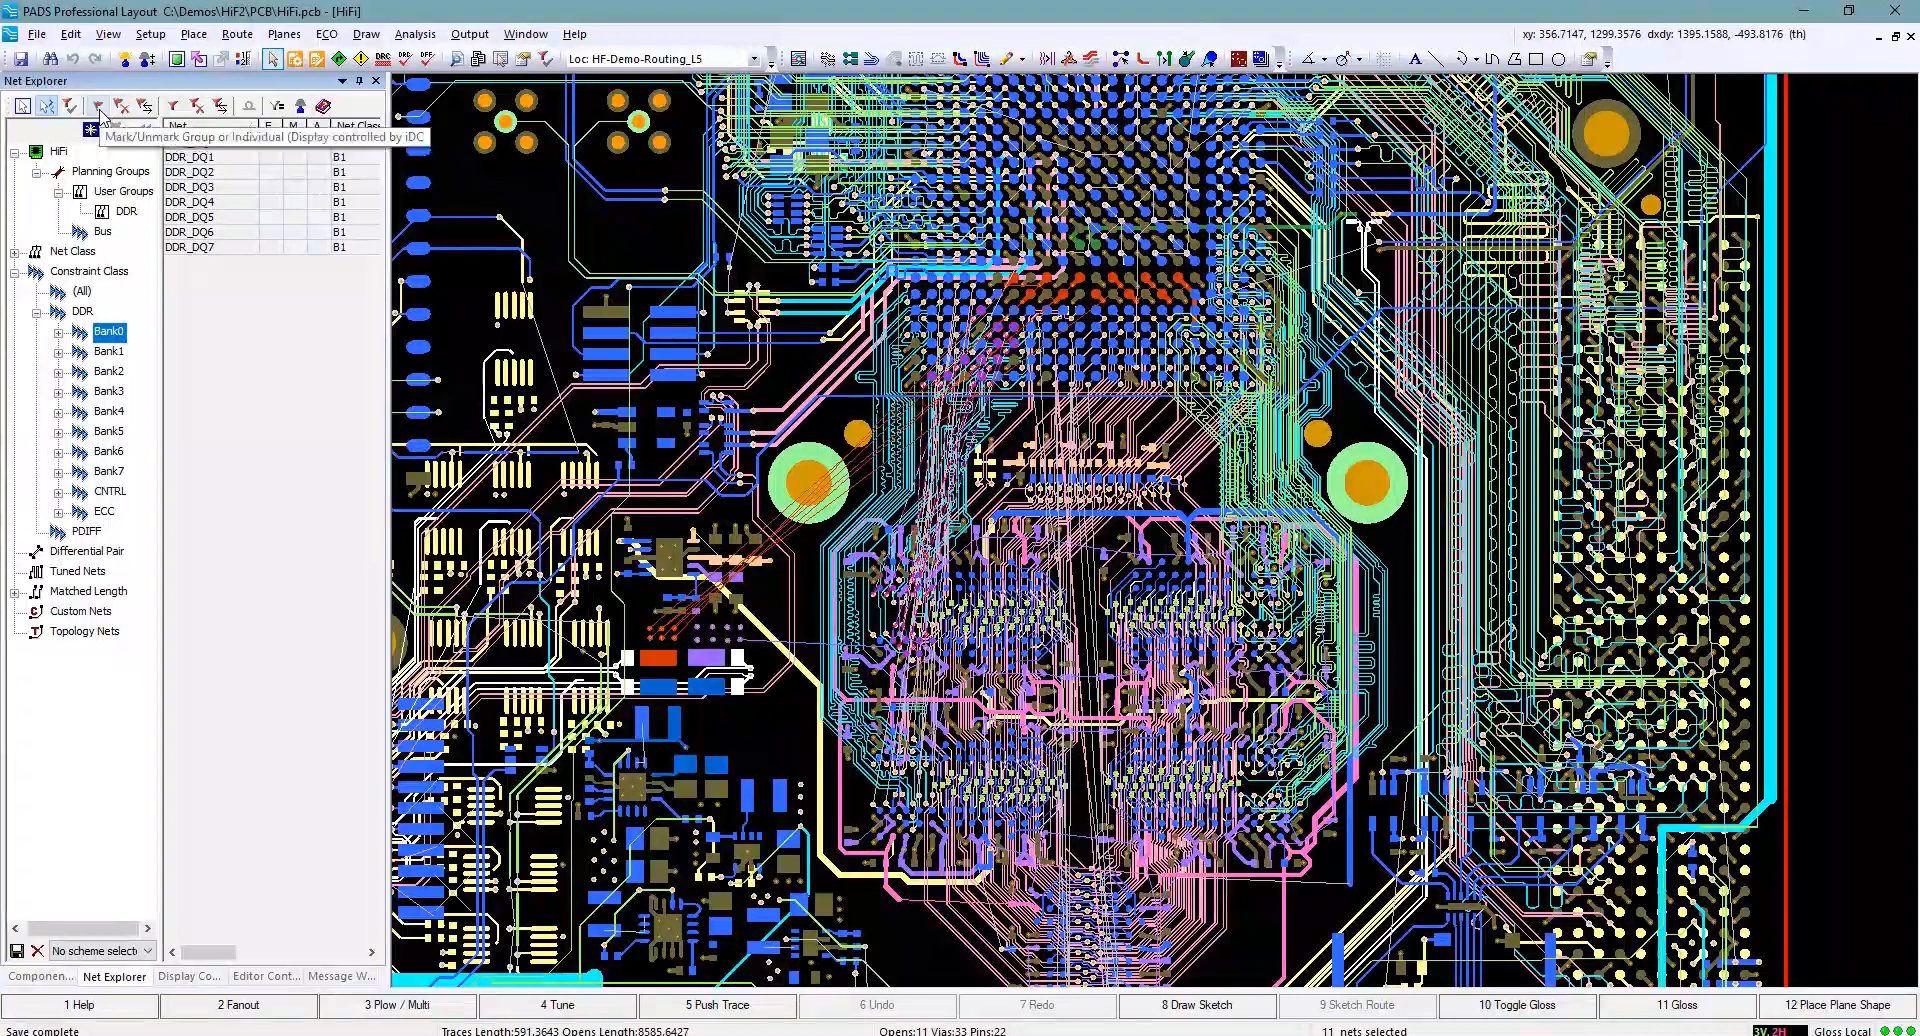 PADS Professional Layout C:\Demos\HiF2\PCB\HiFi.pcb - [HiFi]
File Edit View Setup Place Route Planes ECO Draw Analysis Output Window Help
xy: 356.7147, 1299.3576 dxdy: 1395.1588, -493.8176 (th)
Loc: HF-Demo-Routing_L5
Net Explorer
Net
Net Class
Mark/Unmark Group or Individual (Display controlled by iDC
HiFi
Planning Groups
User Groups
DDR
Bus
Net Class
Constraint Class
(All)
DDR
Bank0
Bank1
Bank2
Bank3
Bank4
Bank5
Bank6
Bank7
CNTRL
ECC
PDIFF
Differential Pair
Tuned Nets
Matched Length
Custom Nets
Topology Nets
DDR_DQ1 B1
DDR_DQ2 B1
DDR_DQ3 B1
DDR_DQ4 B1
DDR_DQ5 B1
DDR_DQ6 B1
DDR_DQ7 B1
No scheme select
Componen... Net Explorer Display Co... Editor Cont... Message W...
1 Help 2 Fanout 3 Plow / Multi 4 Tune 5 Push Trace 6 Undo 7 Redo 8 Draw Sketch 9 Sketch Route 10 Toggle Gloss 11 Gloss 12 Place Plane Shape
Save complete Traces Length:591.3643 Opens Length:8585.6427 Opens:11 Vias:33 Pins:22 11 nets selected 3V, 2H Gloss Local